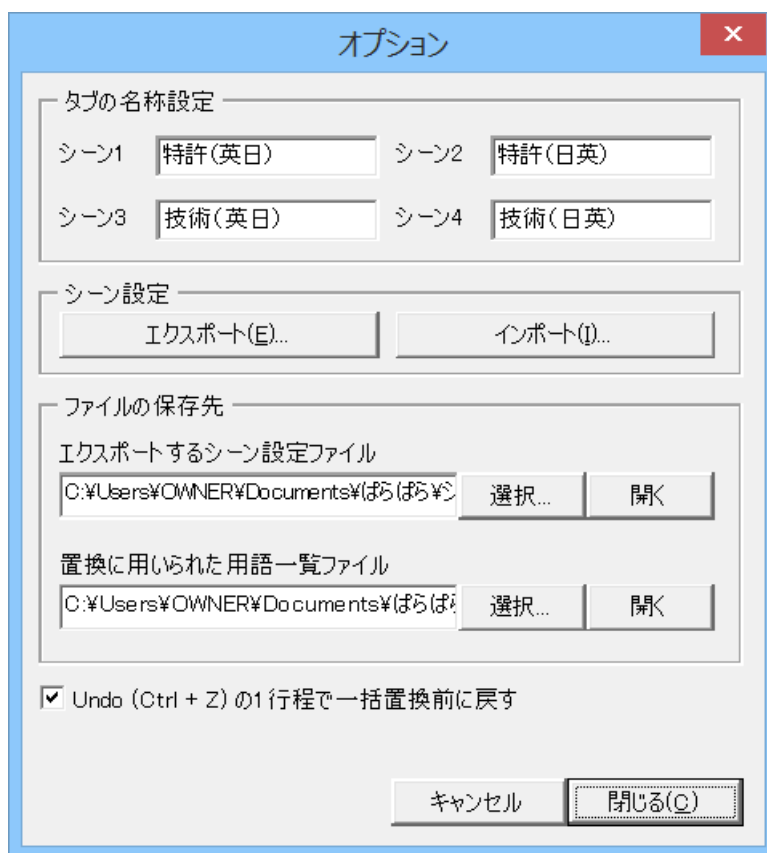 オプション
タブの名称設定
シーン1 特許(英日) シーン2 特許(日英)
シーン3 技術(英日) シーン4 技術(日英)
シーン設定
エクスポート(E)... インポート(I)...
ファイルの保存先
エクスポートするシーン設定ファイル
C:¥Users¥OWNER¥Documents¥ぱらぱら¥シ 選択... 開く
置換に用いられた用語一覧ファイル
C:¥Users¥OWNER¥Documents¥ぱらぱら 選択... 開く
Undo (Ctrl + Z) の1行程で一括置換前に戻す
キャンセル 閉じる(C)